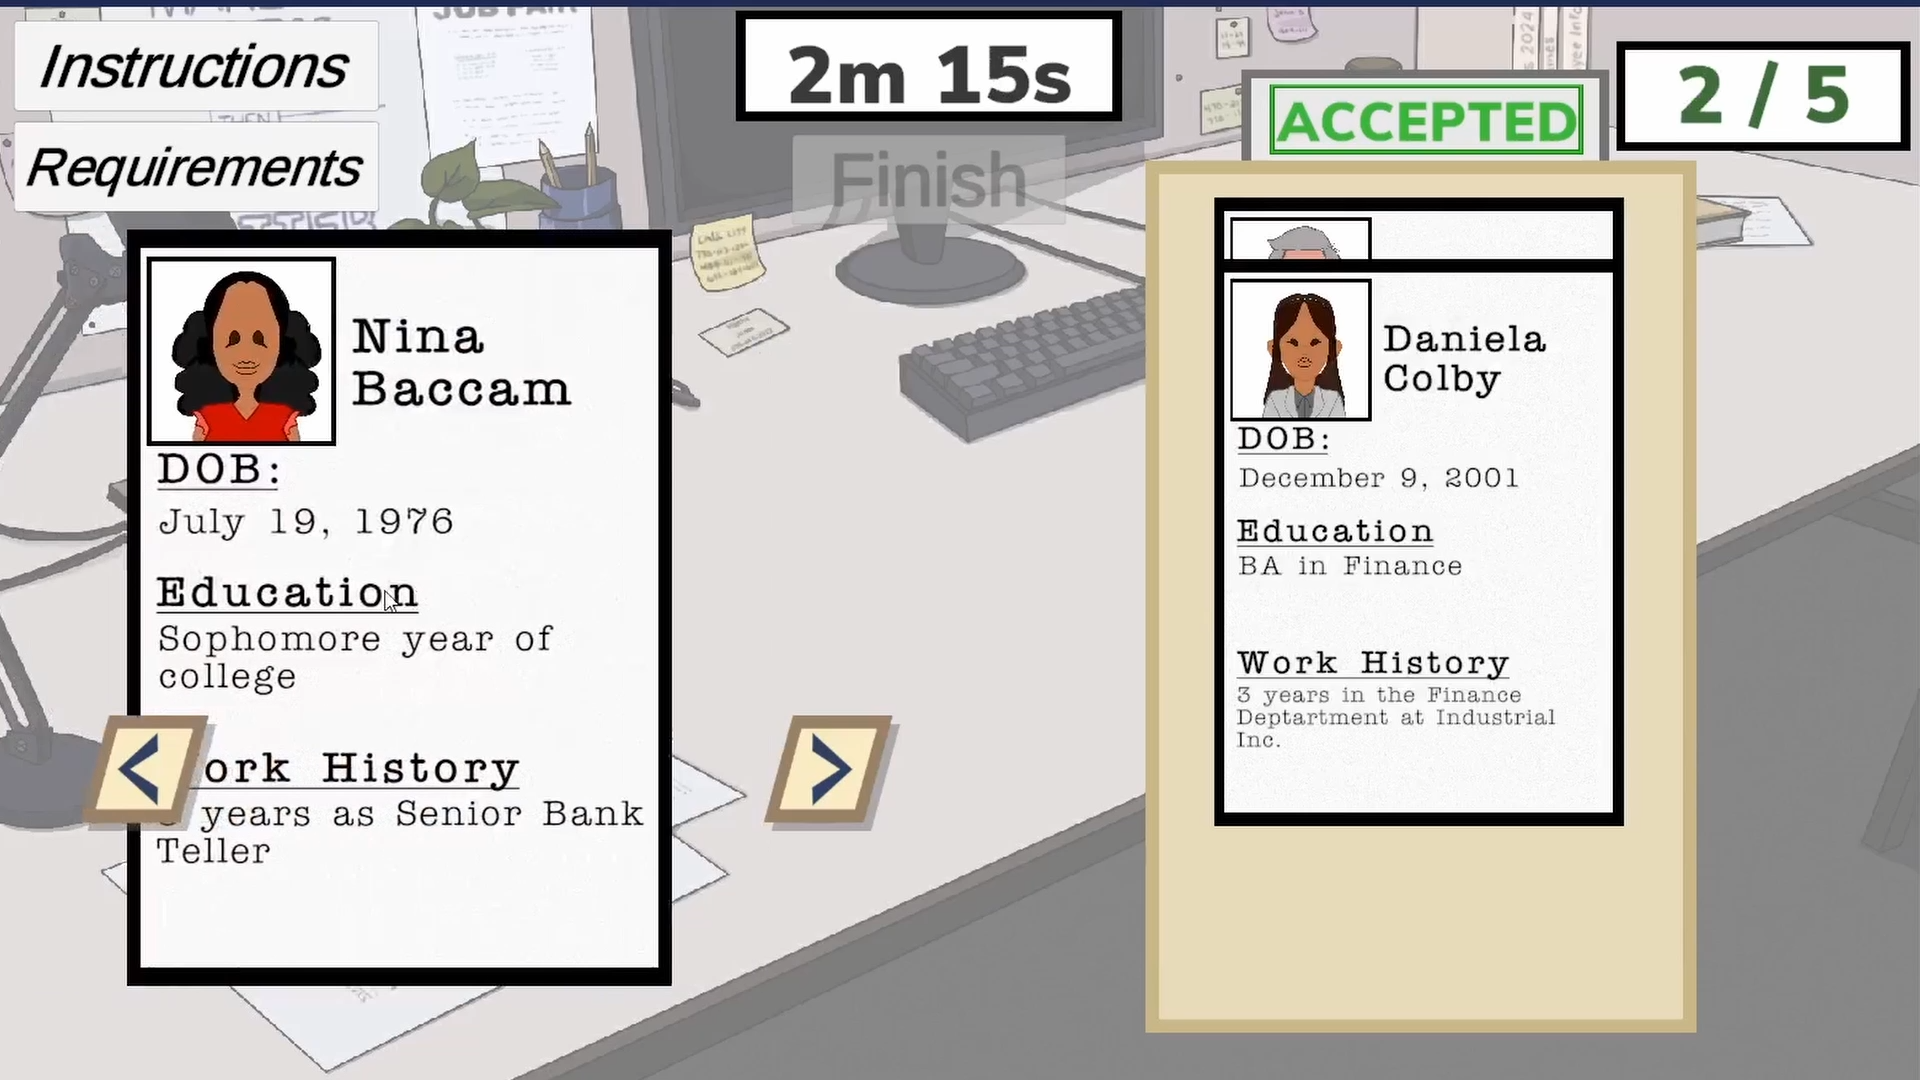 Instructions
Requirements
JOB FAIR
2m 15s
Finish
ACCEPTED
2 / 5
Nina
Baccam
DOB:
July 19, 1976
Education
Sophomore year of
college
ork History
years as Senior Bank
Teller
<
>
Daniela
Colby
DOB:
December 9, 2001
Education
BA in Finance
Work History
3 years in the Finance
Deptartment at Industrial
Inc.